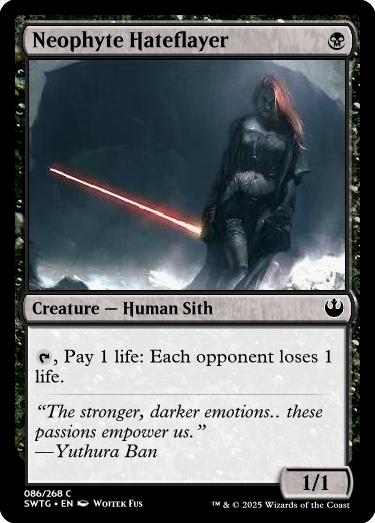 Neophyte Hateflayer
Creature — Human Sith
, Pay 1 life: Each opponent loses 1
life.
“The stronger, darker emotions.. these
passions empower us.”
—Yuthura Ban
1/1
086/268 C
SWTG • EN Wojtek Fus
™ & © 2025 Wizards of the Coast